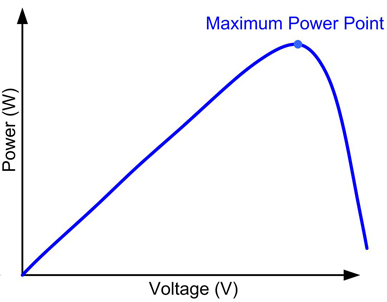 Maximum Power Point
Power (W)
Voltage (V)